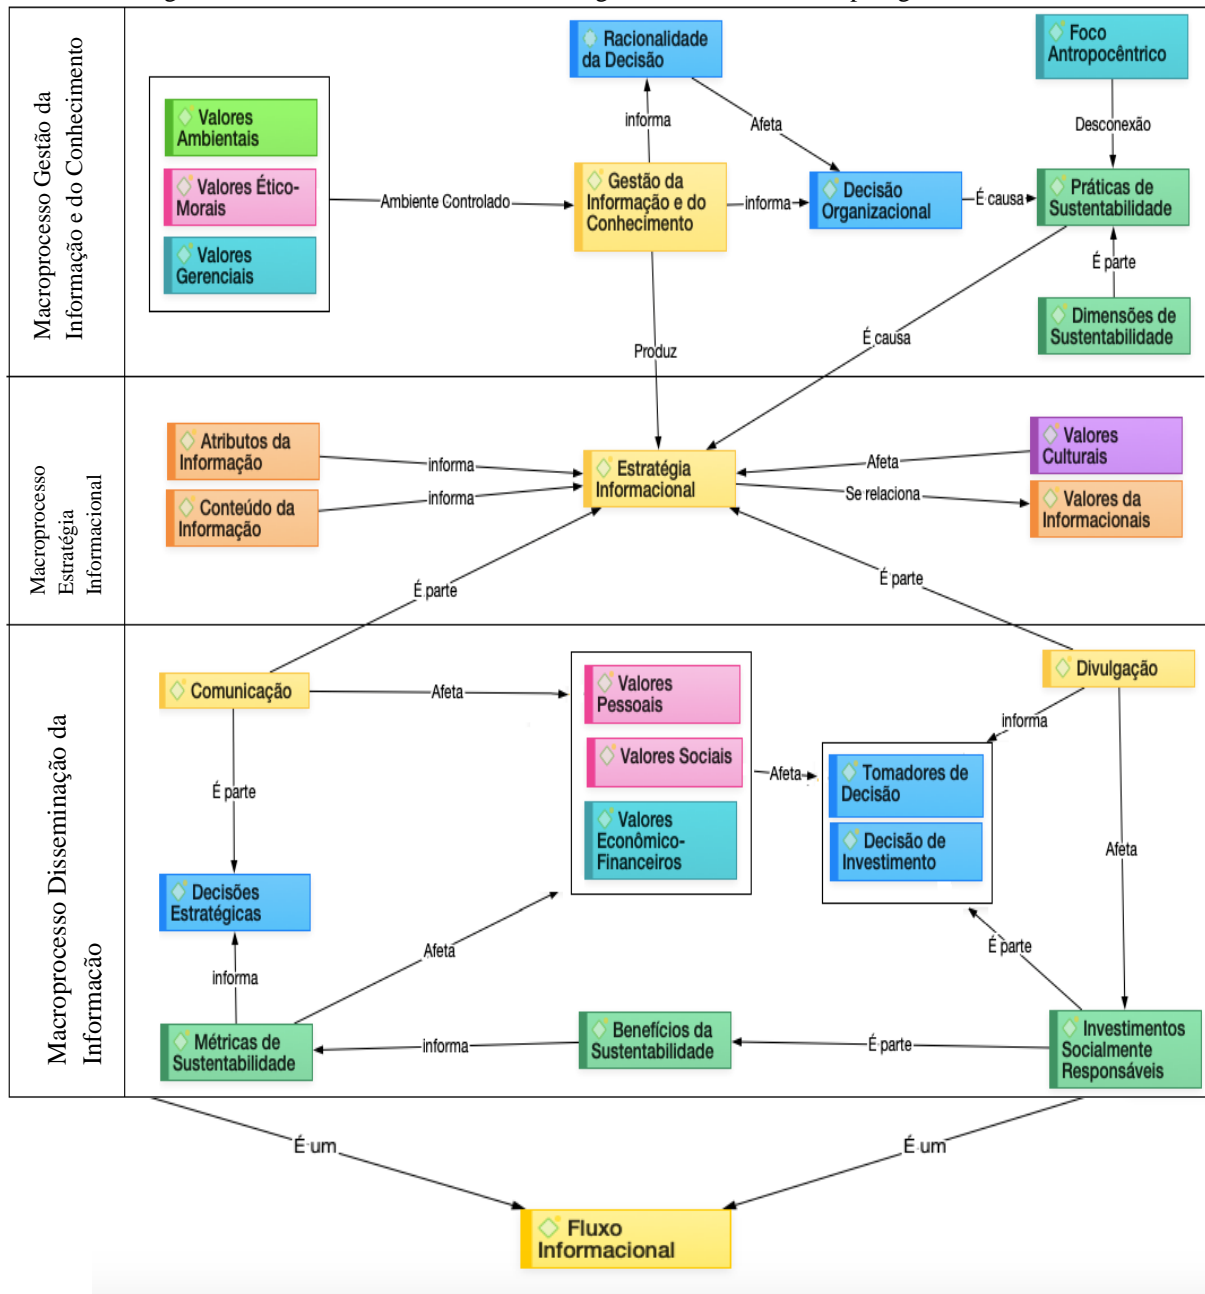 Macroprocesso Gestão da
Informação e do Conhecimento
Valores
Ambientais
Valores Ético-
Morais
Valores
Gerenciais
Ambiente Controlado
Racionalidade
da Decisão
informa
Afeta
Gestão da
Informação e do
Conhecimento
informa
Decisão
Organizacional
É causa
Foco
Antropocêntrico
Desconexão
Práticas de
Sustentabilidade
É parte
Dimensões de
Sustentabilidade
Produz
É causa
Macroprocesso
Estratégia
Informacional
Atributos da
Informação
informa
Conteúdo da
Informação
informa
Estratégia
Informacional
Afeta
Valores
Culturais
Se relaciona
Valores da
Informacionais
É parte
É parte
Macroprocesso Disseminação da
Informação
Comunicação
Afeta
Valores
Pessoais
Valores Sociais
Valores
Econômico-
Financeiros
Afeta
Divulgação
informa
Tomadores de
Decisão
Decisão de
Investimento
É parte
Decisões
Estratégicas
Afeta
informa
Afeta
É parte
Métricas de
Sustentabilidade
informa
Benefícios da
Sustentabilidade
É parte
Investimentos
Socialmente
Responsáveis
É um
É um
Fluxo
Informacional